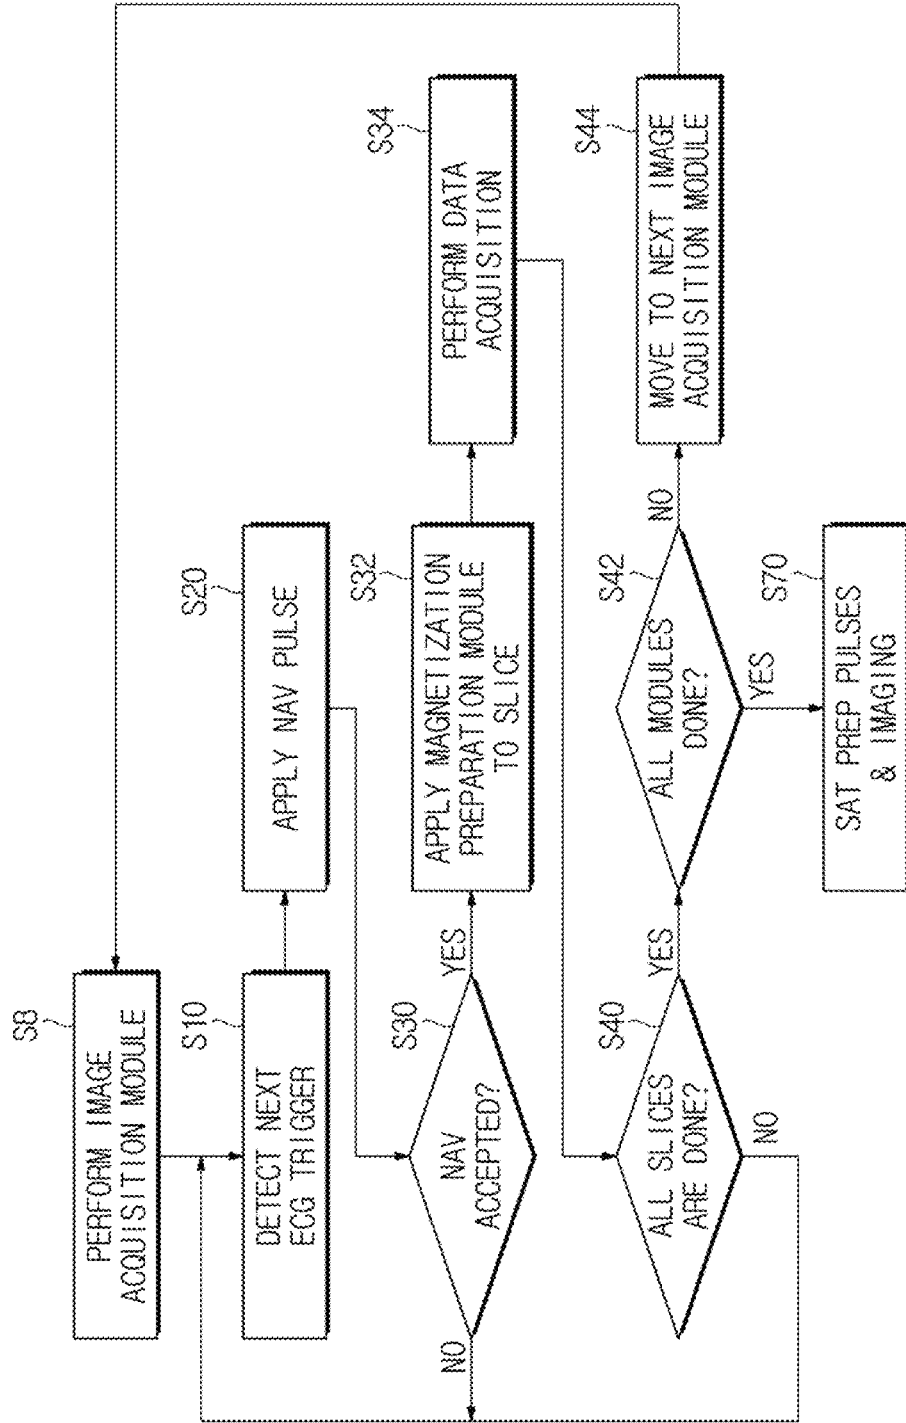 S8
PERFORM IMAGE
ACQUISITION MODULE
S10
DETECT NEXT
ECG TRIGGER
S20
APPLY NAV PULSE
S30
NAV
ACCEPTED?
NO
YES
S32
APPLY MAGNETIZATION
PREPARATION MODULE
TO SLICE
S34
PERFORM DATA
ACQUISITION
S40
ALL SLICES
ARE DONE?
NO
YES
S42
ALL MODULES
DONE?
YES
NO
S44
MOVE TO NEXT IMAGE
ACQUISITION MODULE
S70
SAT PREP PULSES
& IMAGING